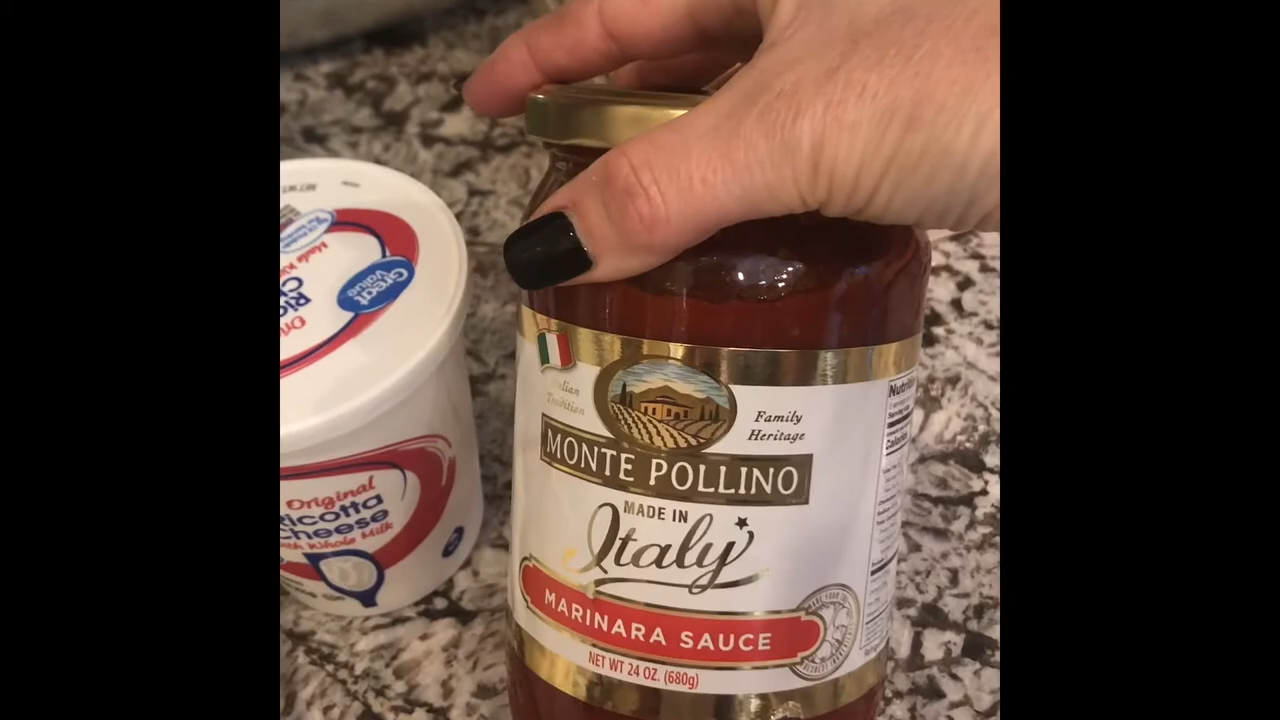 Great
Value
Original
Ricotta
Cheese
with Whole Milk
Italian
Tradition
Family
Heritage
MONTE POLLINO
MADE IN
Italy
MARINARA SAUCE
NET WT 24 OZ. (680g)
Calories